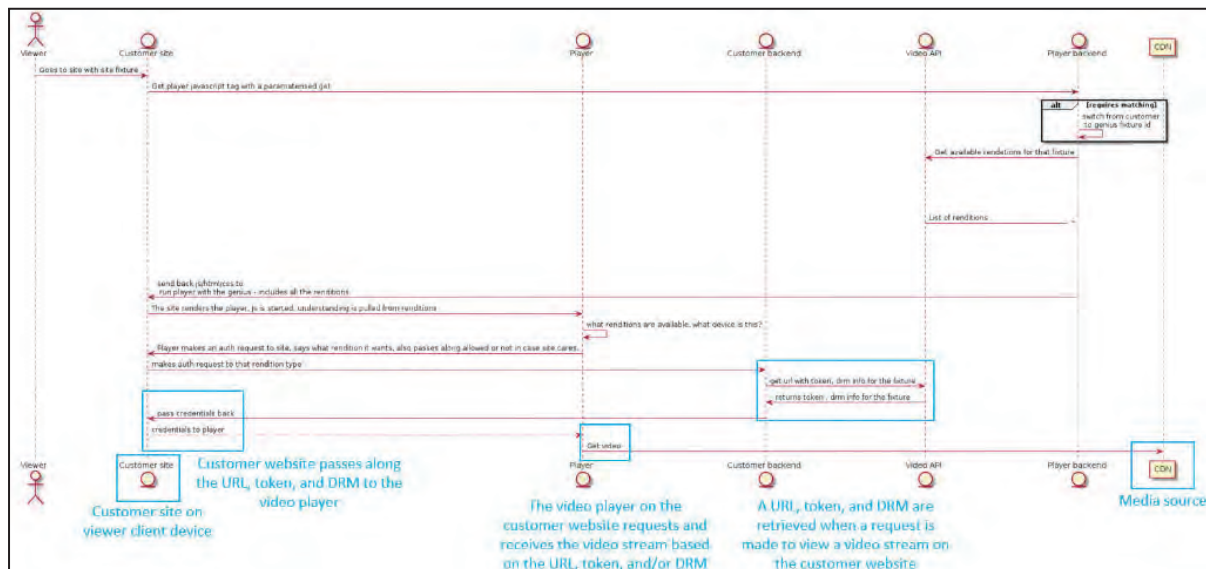 Viewer
Customer site
Player
Customer backend
Video API
Player backend
CDN
Goes to site with site fixture
Get player javascript tag with a paramatensed (js)
alt
[requires matching]
switch from customer
to genius fixture id
Get available rendations for that fixture
List of renditions
send back js/html/css to
run player with the genius - includes all the renditions
The site renders the player, js is started, understanding is pulled from renditions
what renditions are available, what device is this?
Player makes an auth request to site, says what rendition it wants, also passes along allowed or not in case site cares.
makes auth request to that rendition type
get url with token, drm info for the fixture
returns token , drm info for the fixture
pass credentials back
credentials to player
Get video
Viewer
Customer site
Player
Customer backend
Video API
Player backend
CDN
Customer site on
viewer client device
Customer website passes along
the URL, token, and DRM to the
video player
The video player on the
customer website requests and
receives the video stream based
on the URL, token, and/or DRM
A URL, token, and DRM are
retrieved when a request is
made to view a video stream on
the customer website
Media source